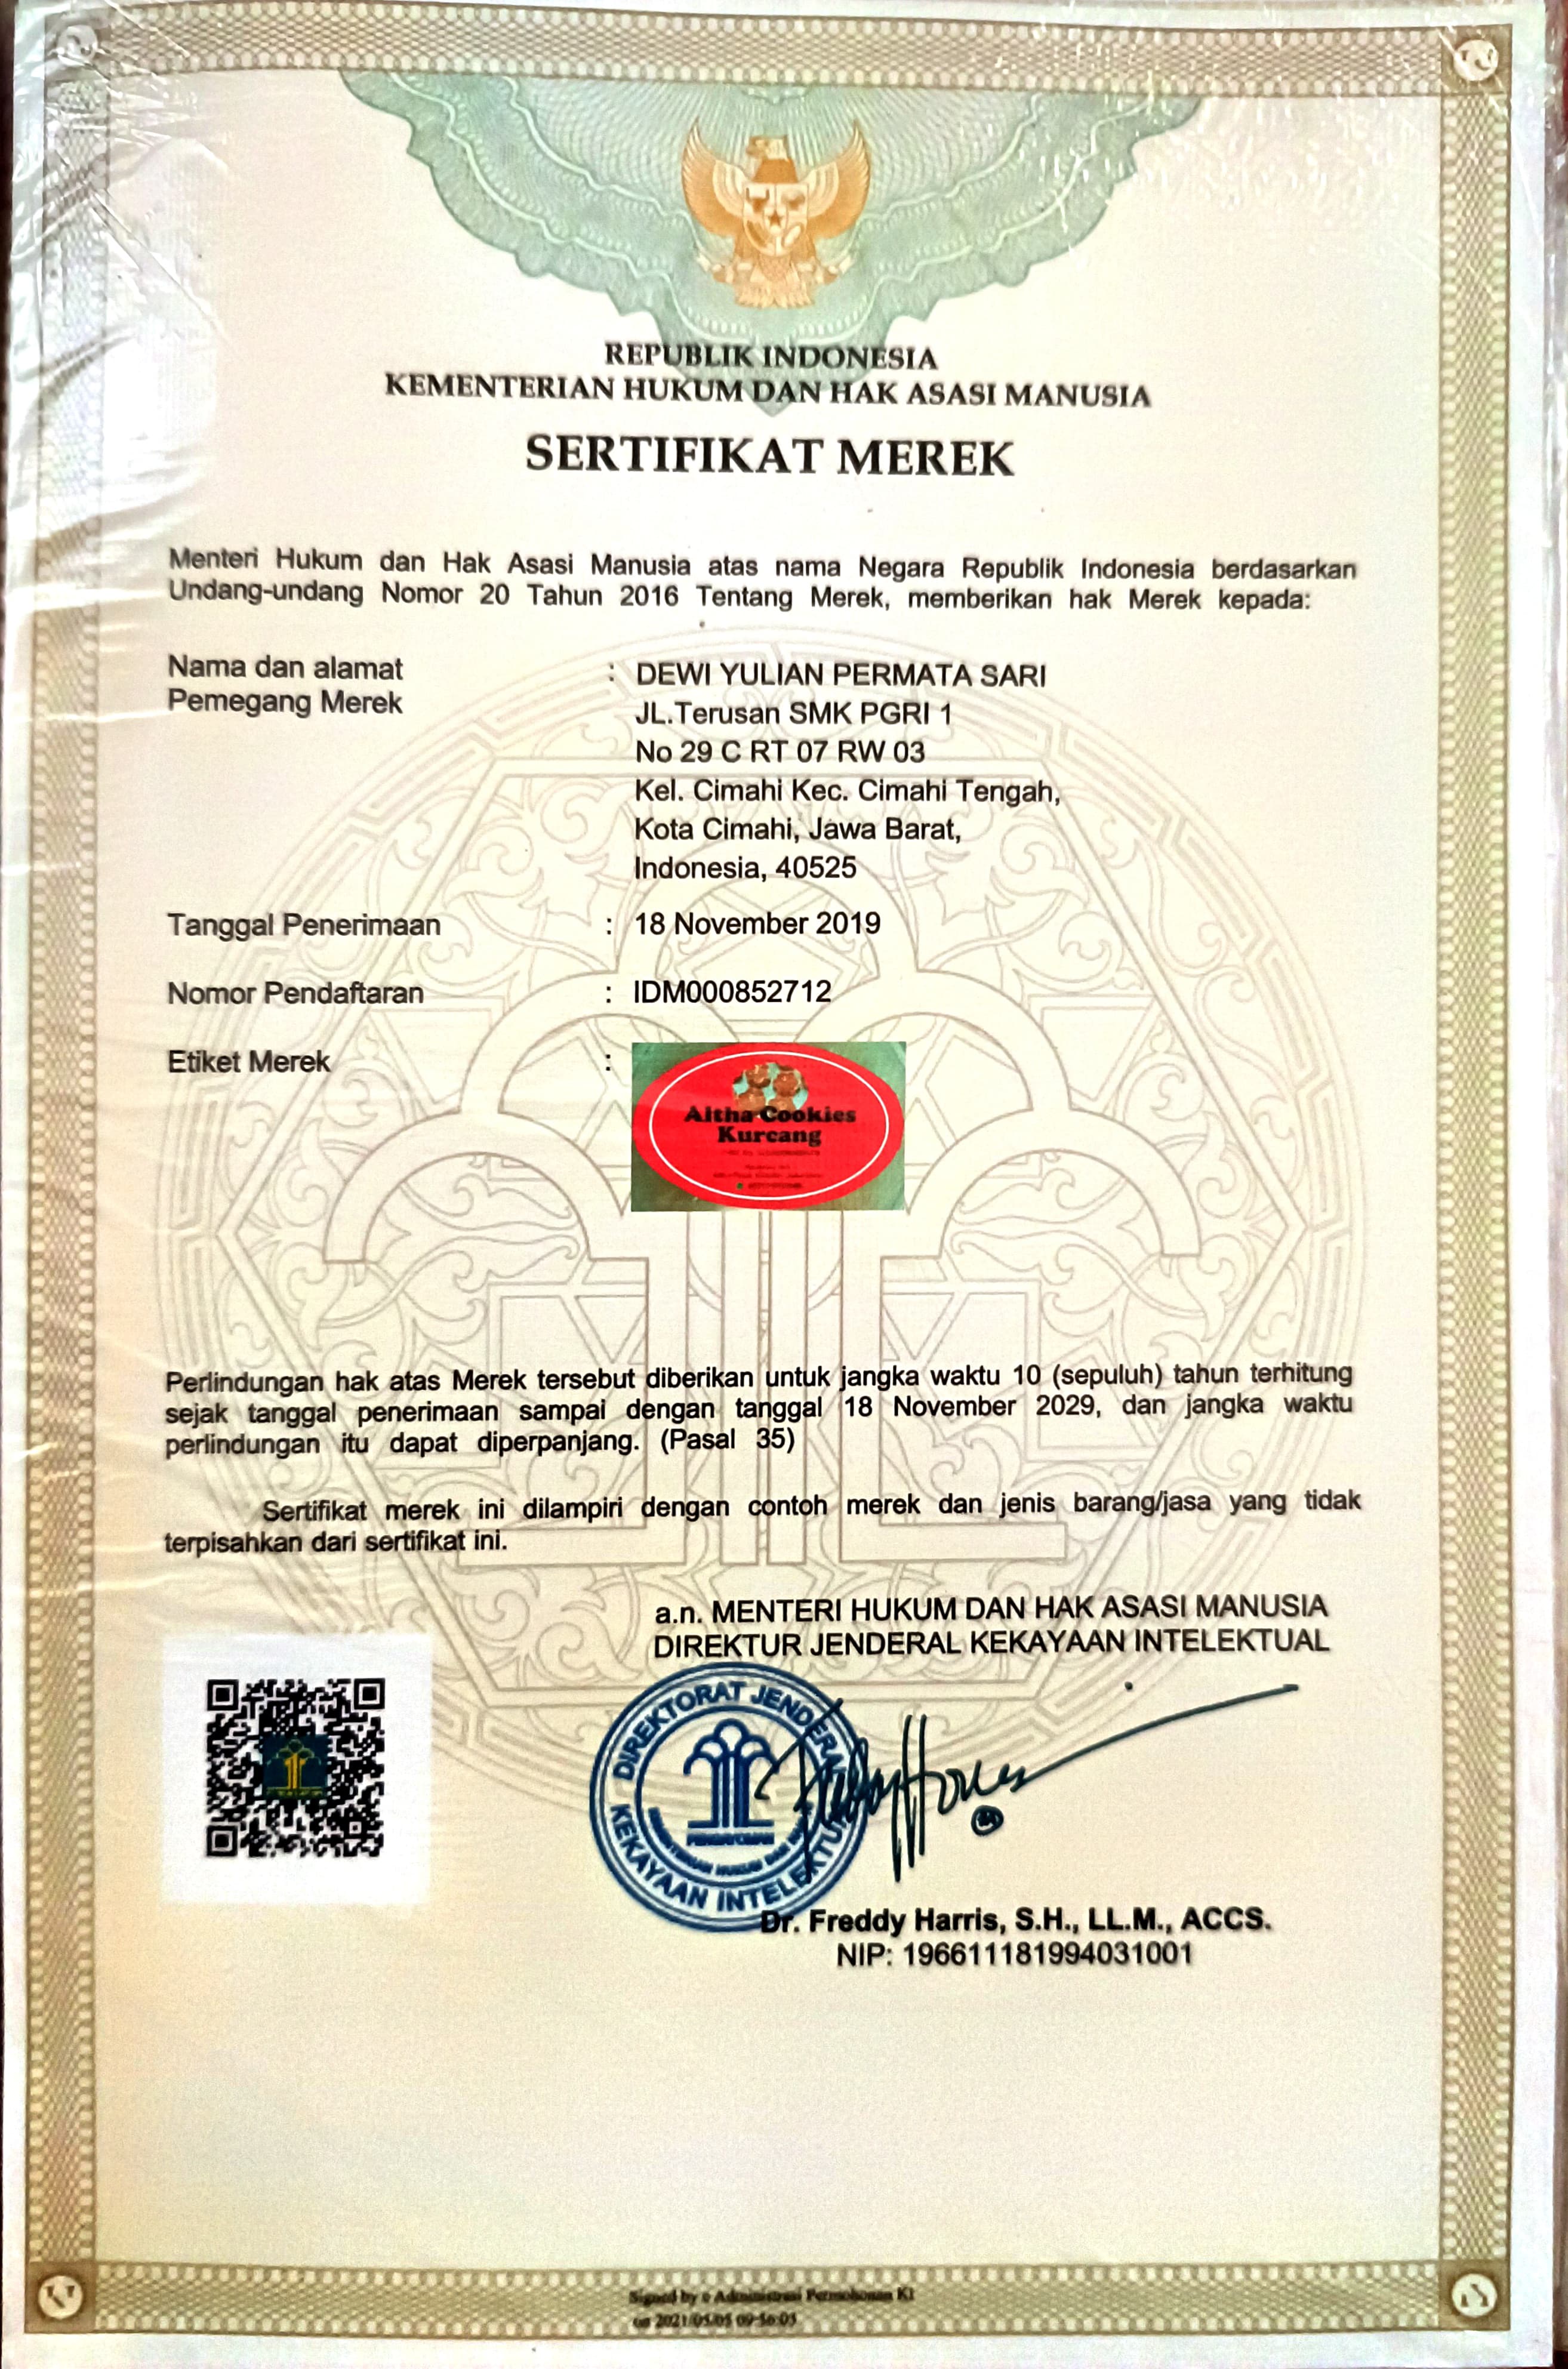 REPUBLIK INDONESIA
KEMENTERIAN HUKUM DAN HAK ASASI MANUSIA
SERTIFIKAT MEREK
Menteri Hukum dan Hak Asasi Manusia atas nama Negara Republik Indonesia berdasarkan
Undang-undang Nomor 20 Tahun 2016 Tentang Merek, memberikan hak Merek kepada:
Nama dan alamat : DEWI YULIAN PERMATA SARI
Pemegang Merek JL.Terusan SMK PGRI 1
No 29 C RT 07 RW 03
Kel. Cimahi Kec. Cimahi Tengah,
Kota Cimahi, Jawa Barat,
Indonesia, 40525
Tanggal Penerimaan : 18 November 2019
Nomor Pendaftaran : IDM000852712
Etiket Merek :
Altha Cookies
Kurcang
Perlindungan hak atas Merek tersebut diberikan untuk jangka waktu 10 (sepuluh) tahun terhitung
sejak tanggal penerimaan sampai dengan tanggal 18 November 2029, dan jangka waktu
perlindungan itu dapat diperpanjang. (Pasal 35)
Sertifikat merek ini dilampiri dengan contoh merek dan jenis barang/jasa yang tidak
terpisahkan dari sertifikat ini.
a.n. MENTERI HUKUM DAN HAK ASASI MANUSIA
DIREKTUR JENDERAL KEKAYAAN INTELEKTUAL
DIREKTORAT JENDERAL
KEKAYAAN INTELEKTUAL
Dr. Freddy Harris, S.H., LL.M., ACCS.
NIP: 196611181994031001
Signed by e Administrasi Permohonan KI
on 2021/05/05 09:56:03